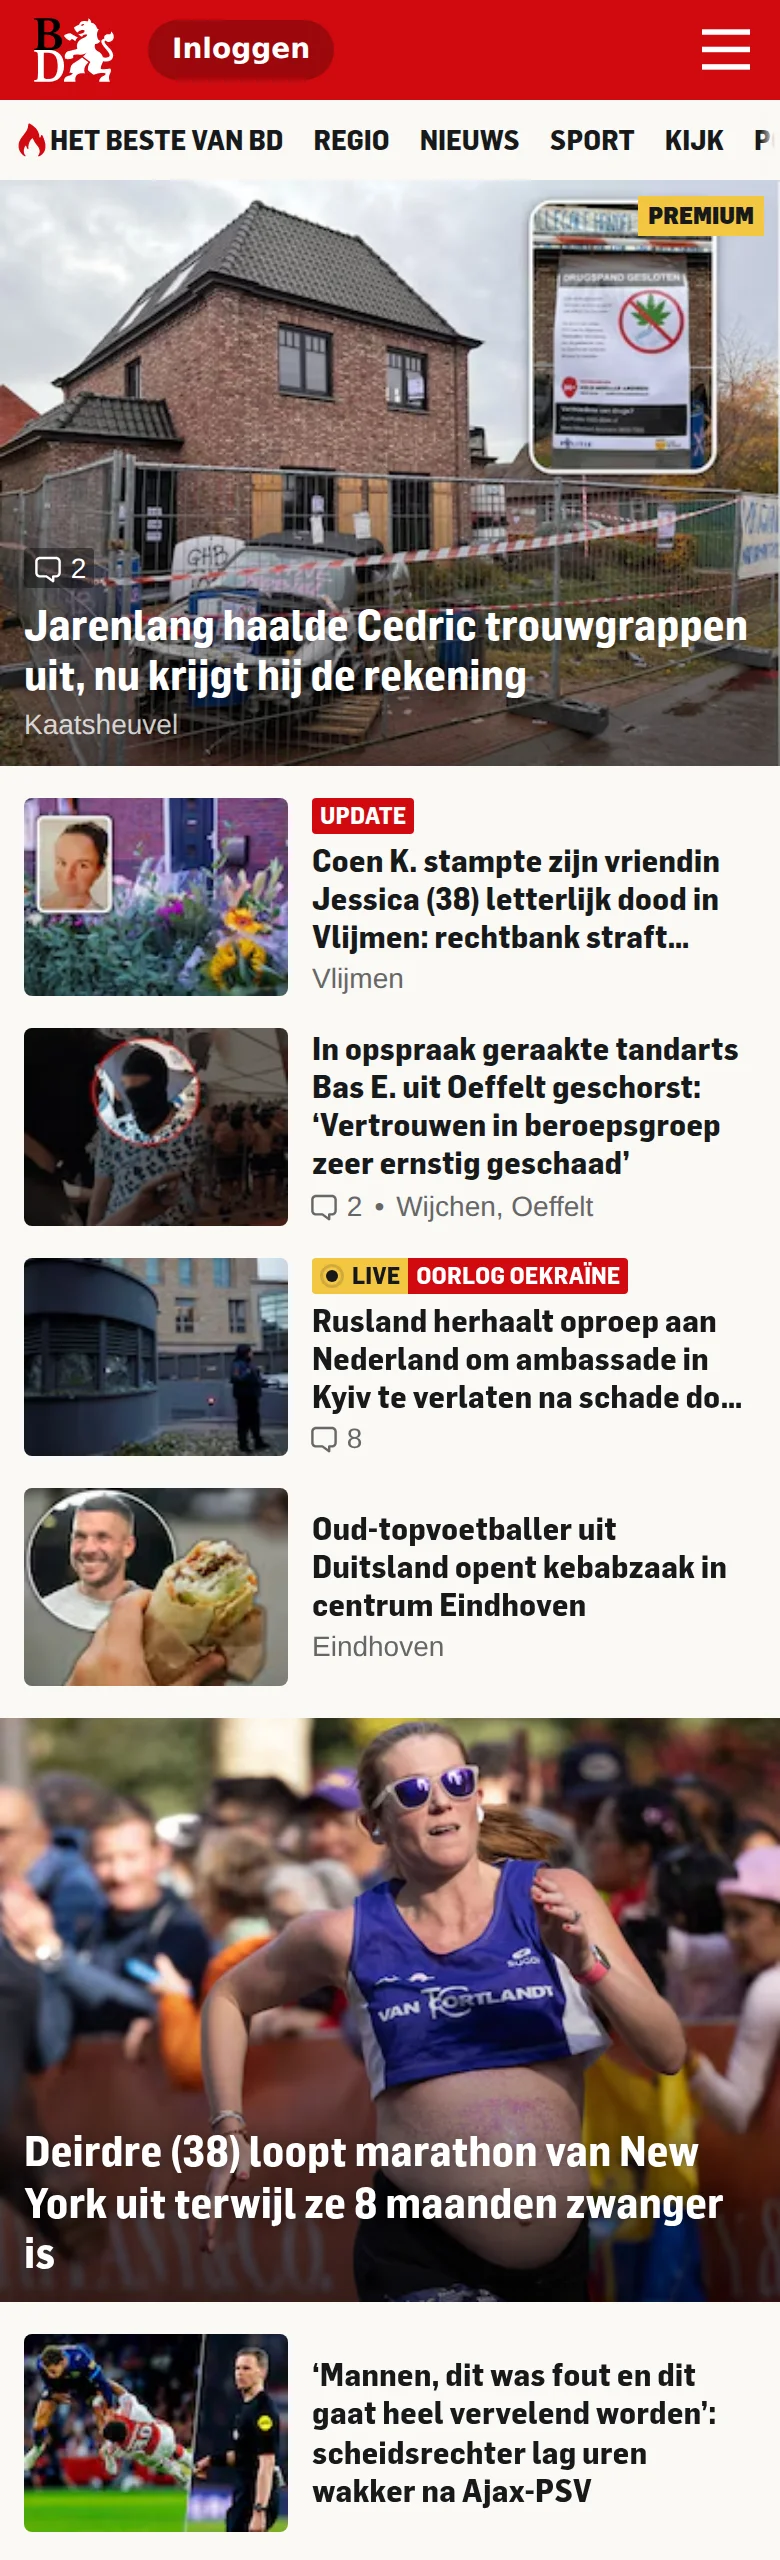 B
D
Inloggen
HET BESTE VAN BD REGIO NIEUWS SPORT KIJK
PREMIUM
DRUGSPAND GESLOTEN
GHB
2
Jarenlang haalde Cedric trouwgrappen
uit, nu krijgt hij de rekening
Kaatsheuvel
UPDATE
Coen K. stampte zijn vriendin
Jessica (38) letterlijk dood in
Vlijmen: rechtbank straft...
Vlijmen
In opspraak geraakte tandarts
Bas E. uit Oeffelt geschorst:
‘Vertrouwen in beroepsgroep
zeer ernstig geschaad’
2 • Wijchen, Oeffelt
LIVE OORLOG OEKRAÏNE
Rusland herhaalt oproep aan
Nederland om ambassade in
Kyiv te verlaten na schade do...
8
Oud-topvoetballer uit
Duitsland opent kebabzaak in
centrum Eindhoven
Eindhoven
VAN CORTLANDT
Deirdre (38) loopt marathon van New
York uit terwijl ze 8 maanden zwanger
is
‘Mannen, dit was fout en dit
gaat heel vervelend worden’:
scheidsrechter lag uren
wakker na Ajax-PSV